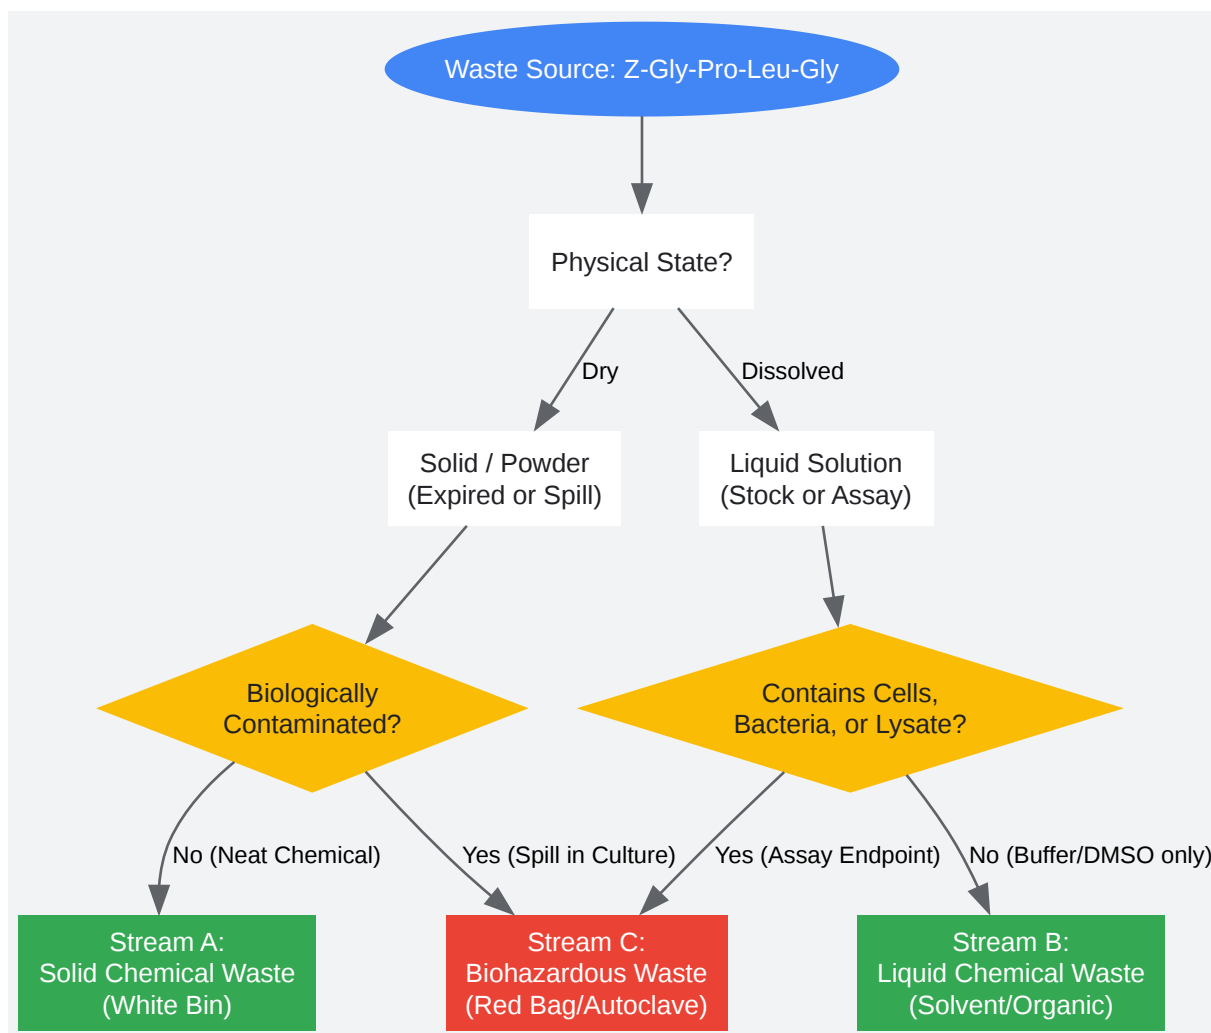 Waste Source: Z-Gly-Pro-Leu-Gly
Physical State?
Dry
Dissolved
Solid / Powder
(Expired or Spill)
Liquid Solution
(Stock or Assay)
Biologically
Contaminated?
Contains Cells,
Bacteria, or Lysate?
No (Neat Chemical)
Yes (Spill in Culture)
Yes (Assay Endpoint)
No (Buffer/DMSO only)
Stream A:
Solid Chemical Waste
(White Bin)
Stream C:
Biohazardous Waste
(Red Bag/Autoclave)
Stream B:
Liquid Chemical Waste
(Solvent/Organic)